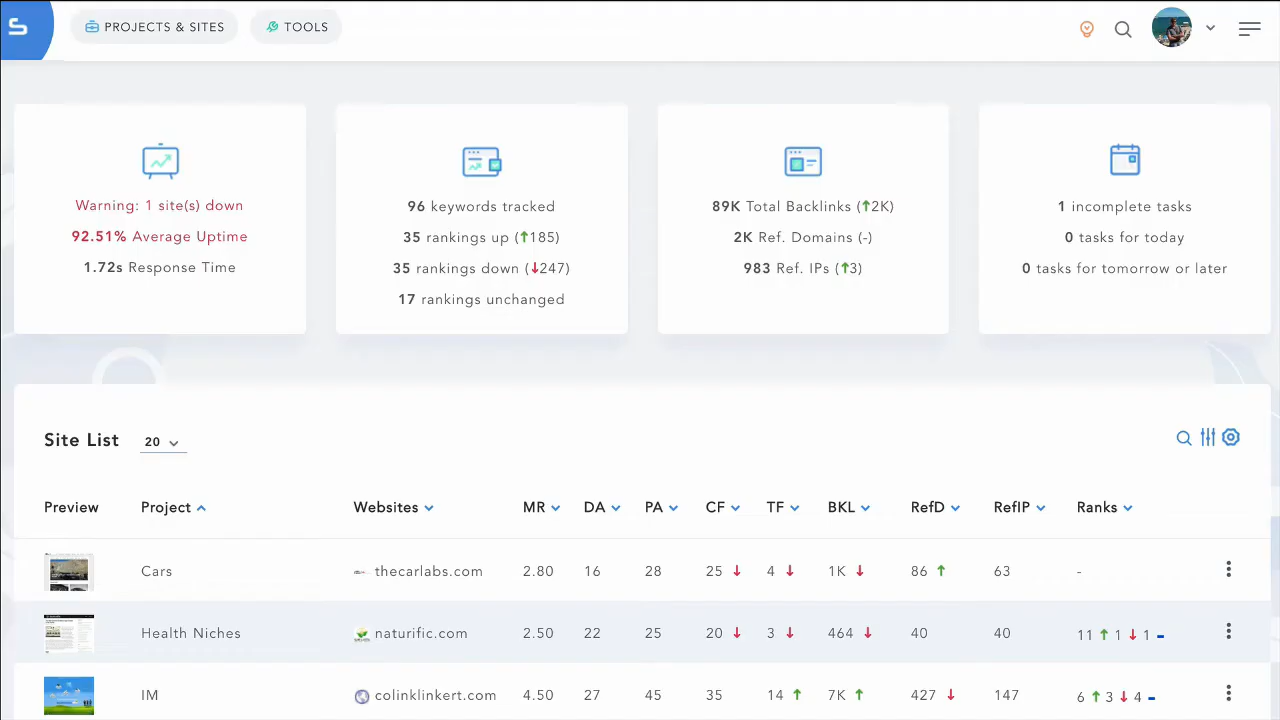 S PROJECTS & SITES TOOLS
Warning: 1 site(s) down
92.51% Average Uptime
1.72s Response Time
96 keywords tracked
35 rankings up (↑185)
35 rankings down (↓247)
17 rankings unchanged
89K Total Backlinks (↑2K)
2K Ref. Domains (-)
983 Ref. IPs (↑3)
1 incomplete tasks
0 tasks for today
0 tasks for tomorrow or later
Site List 20
Preview Project Websites MR DA PA CF TF BKL RefD RefIP Ranks
Cars thecarlabs.com 2.80 16 28 25 ↓ 4 ↓ 1K ↓ 86 ↑ 63 -
Health Niches naturific.com 2.50 22 25 20 ↓ ↓ 464 ↓ 40 40 11 ↑ 1 ↓ 1 -
IM colinklinkert.com 4.50 27 45 35 14 ↑ 7K ↑ 427 ↓ 147 6 ↑ 3 ↓ 4 -